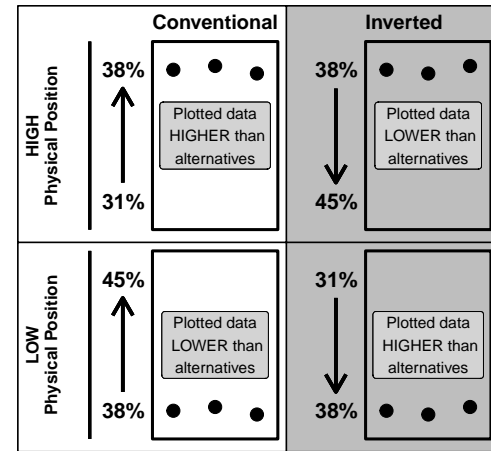 Conventional
Inverted
HIGH
Physical Position
38%
Plotted data
HIGHER than
alternatives
31%
38%
Plotted data
LOWER than
alternatives
45%
LOW
Physical Position
45%
Plotted data
LOWER than
alternatives
38%
31%
Plotted data
HIGHER than
alternatives
38%